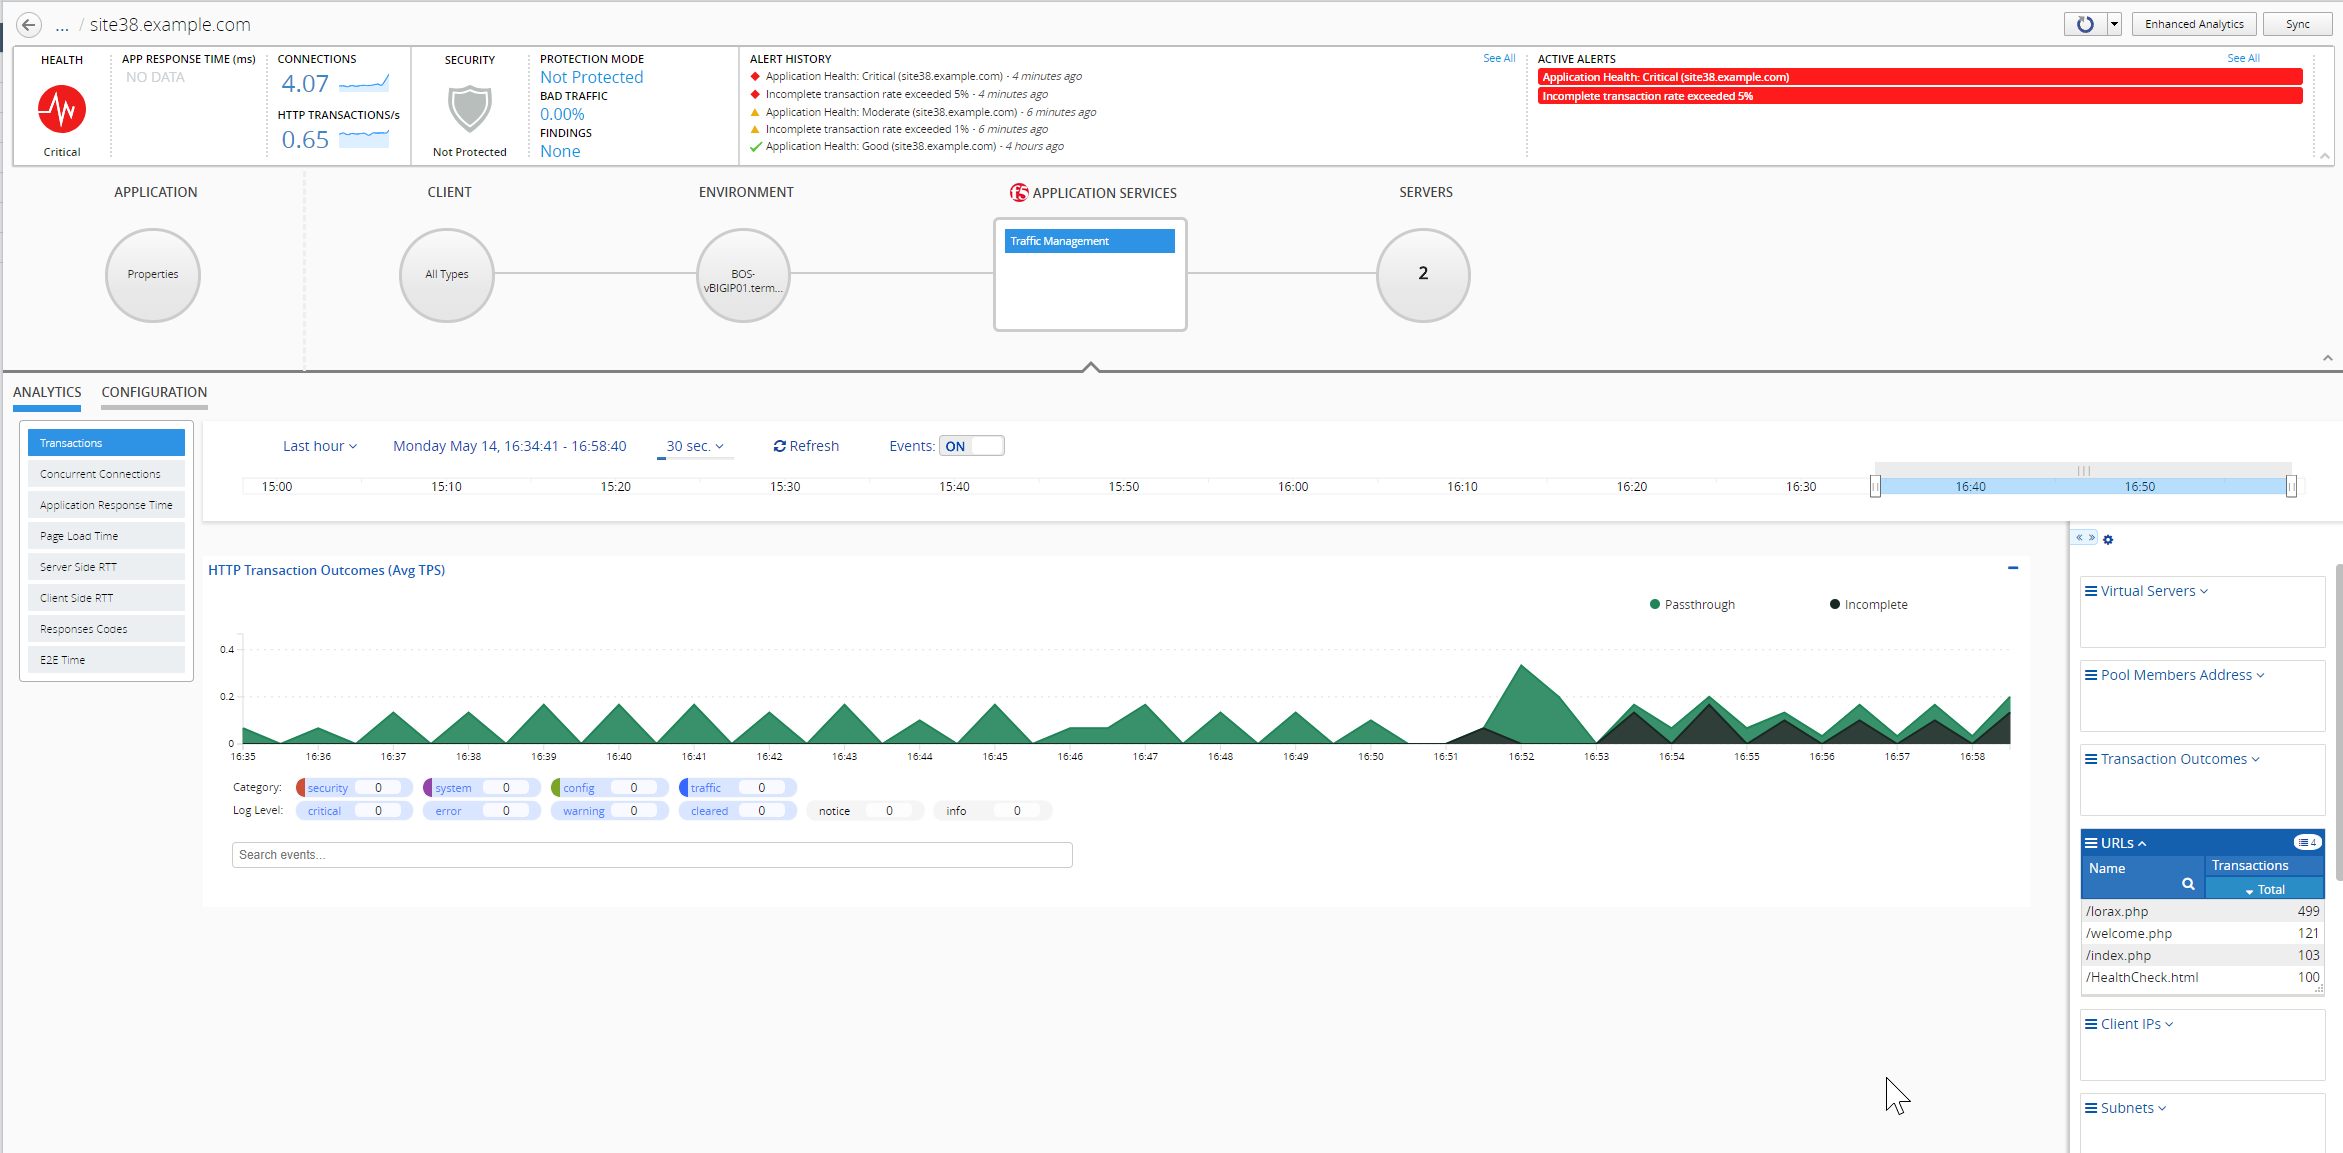 ... / site38.example.com
Enhanced Analytics
Sync
HEALTH
Critical
APP RESPONSE TIME (ms)
NO DATA
CONNECTIONS
4.07
HTTP TRANSACTIONS/s
0.65
SECURITY
Not Protected
PROTECTION MODE
Not Protected
BAD TRAFFIC
0.00%
FINDINGS
None
ALERT HISTORY
See All
Application Health: Critical (site38.example.com) - 4 minutes ago
Incomplete transaction rate exceeded 5% - 4 minutes ago
Application Health: Moderate (site38.example.com) - 6 minutes ago
Incomplete transaction rate exceeded 1% - 6 minutes ago
Application Health: Good (site38.example.com) - 4 hours ago
ACTIVE ALERTS
See All
Application Health: Critical (site38.example.com)
Incomplete transaction rate exceeded 5%
APPLICATION
CLIENT
ENVIRONMENT
f5 APPLICATION SERVICES
SERVERS
Properties
All Types
BOS-
vBIGIP01.term...
Traffic Management
2
ANALYTICS
CONFIGURATION
Transactions
Concurrent Connections
Application Response Time
Page Load Time
Server Side RTT
Client Side RTT
Responses Codes
E2E Time
Last hour
Monday May 14, 16:34:41 - 16:58:40
30 sec.
Refresh
Events: ON
15:00 15:10 15:20 15:30 15:40 15:50 16:00 16:10 16:20 16:30 16:40 16:50
HTTP Transaction Outcomes (Avg TPS)
Passthrough
Incomplete
0.4
0.2
0
16:35 16:36 16:37 16:38 16:39 16:40 16:41 16:42 16:43 16:44 16:45 16:46 16:47 16:48 16:49 16:50 16:51 16:52 16:53 16:54 16:55 16:56 16:57 16:58
Category: security 0 system 0 config 0 traffic 0
Log Level: critical 0 error 0 warning 0 cleared 0 notice 0 info 0
Search events...
« »
Virtual Servers
Pool Members Address
Transaction Outcomes
URLs
4
Name
Transactions
Total
/lorax.php 499
/welcome.php 121
/index.php 103
/HealthCheck.html 100
Client IPs
Subnets